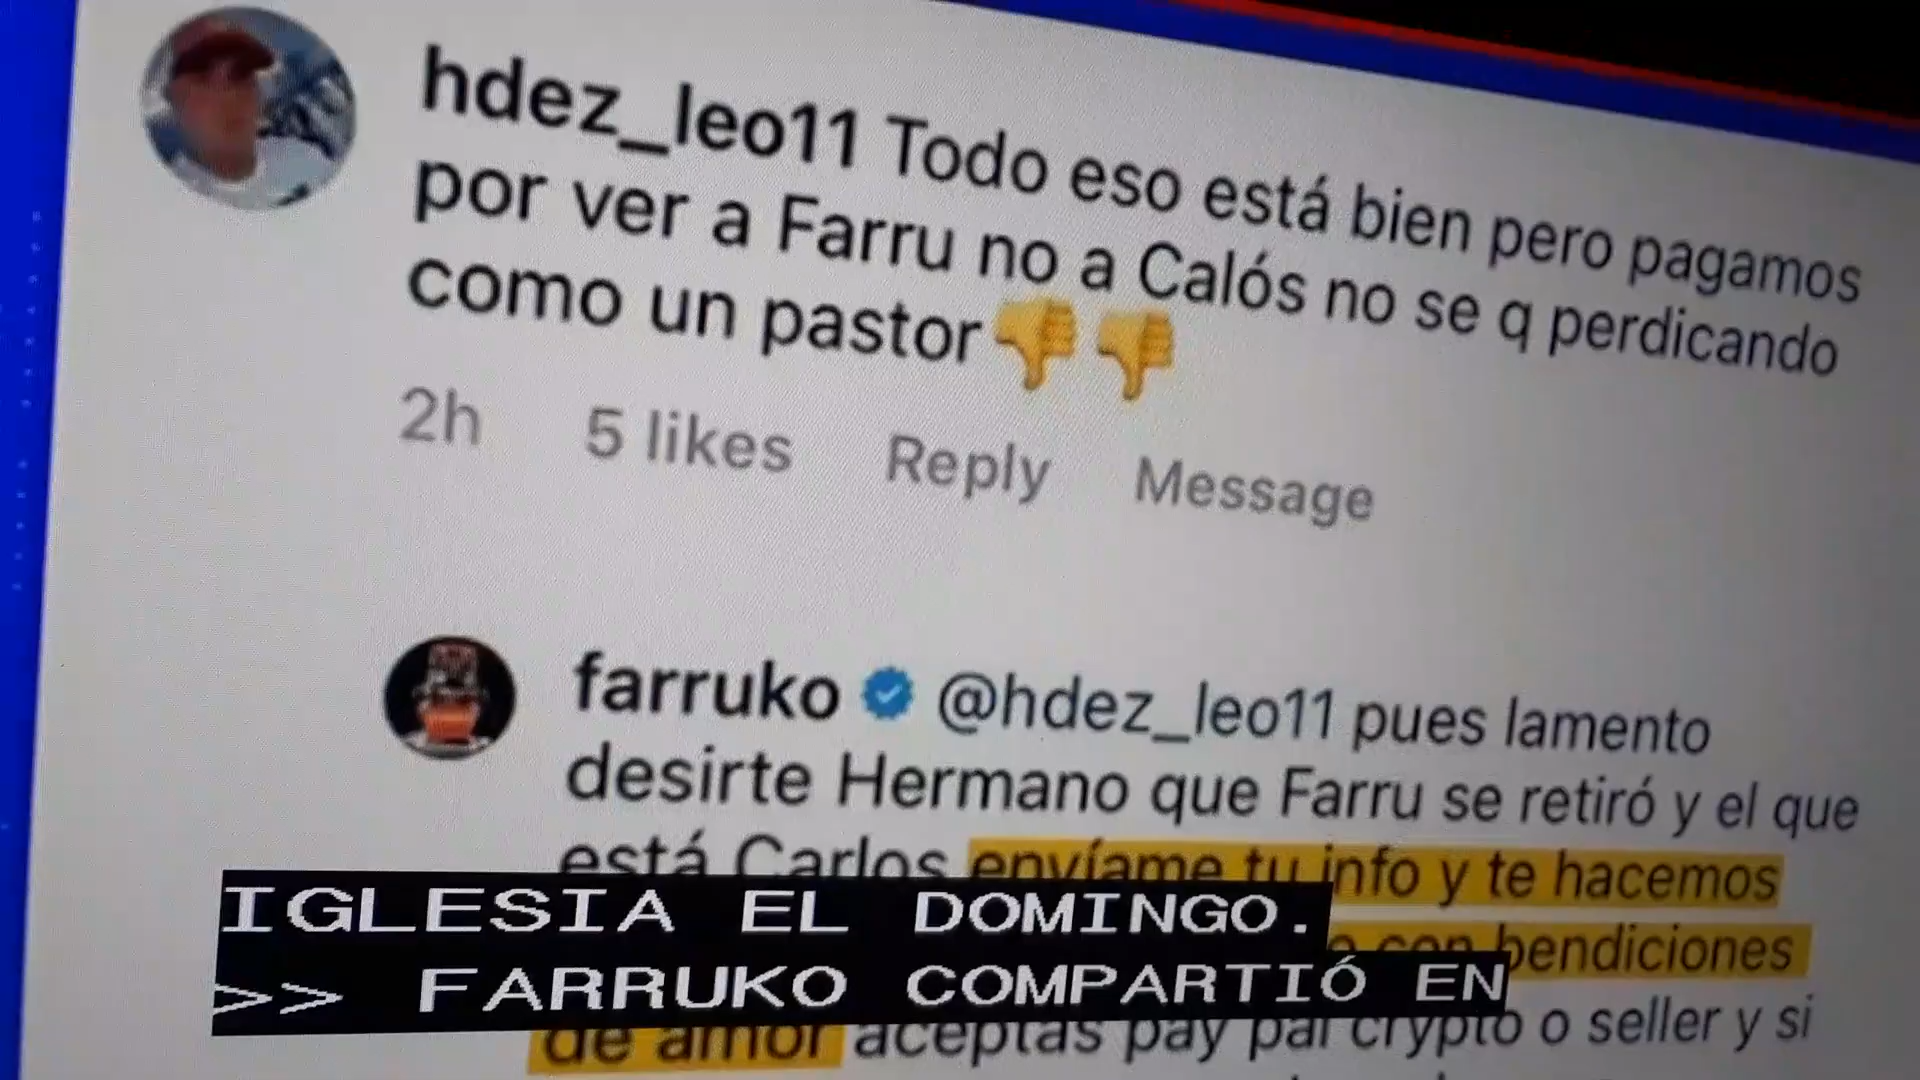 hdez_leo11 Todo eso está bien pero pagamos
por ver a Farru no a Calós no se q perdicando
como un pastor👎👎
2h 5 likes Reply Message
farruko @hdez_leo11 pues lamento
desirte Hermano que Farru se retiró y el que
está Carlos envíame tu info y te hacemos
con bendiciones
de amor aceptas pay pal crypto o seller y si
IGLESIA EL DOMINGO.
>> FARRUKO COMPARTIÓ EN